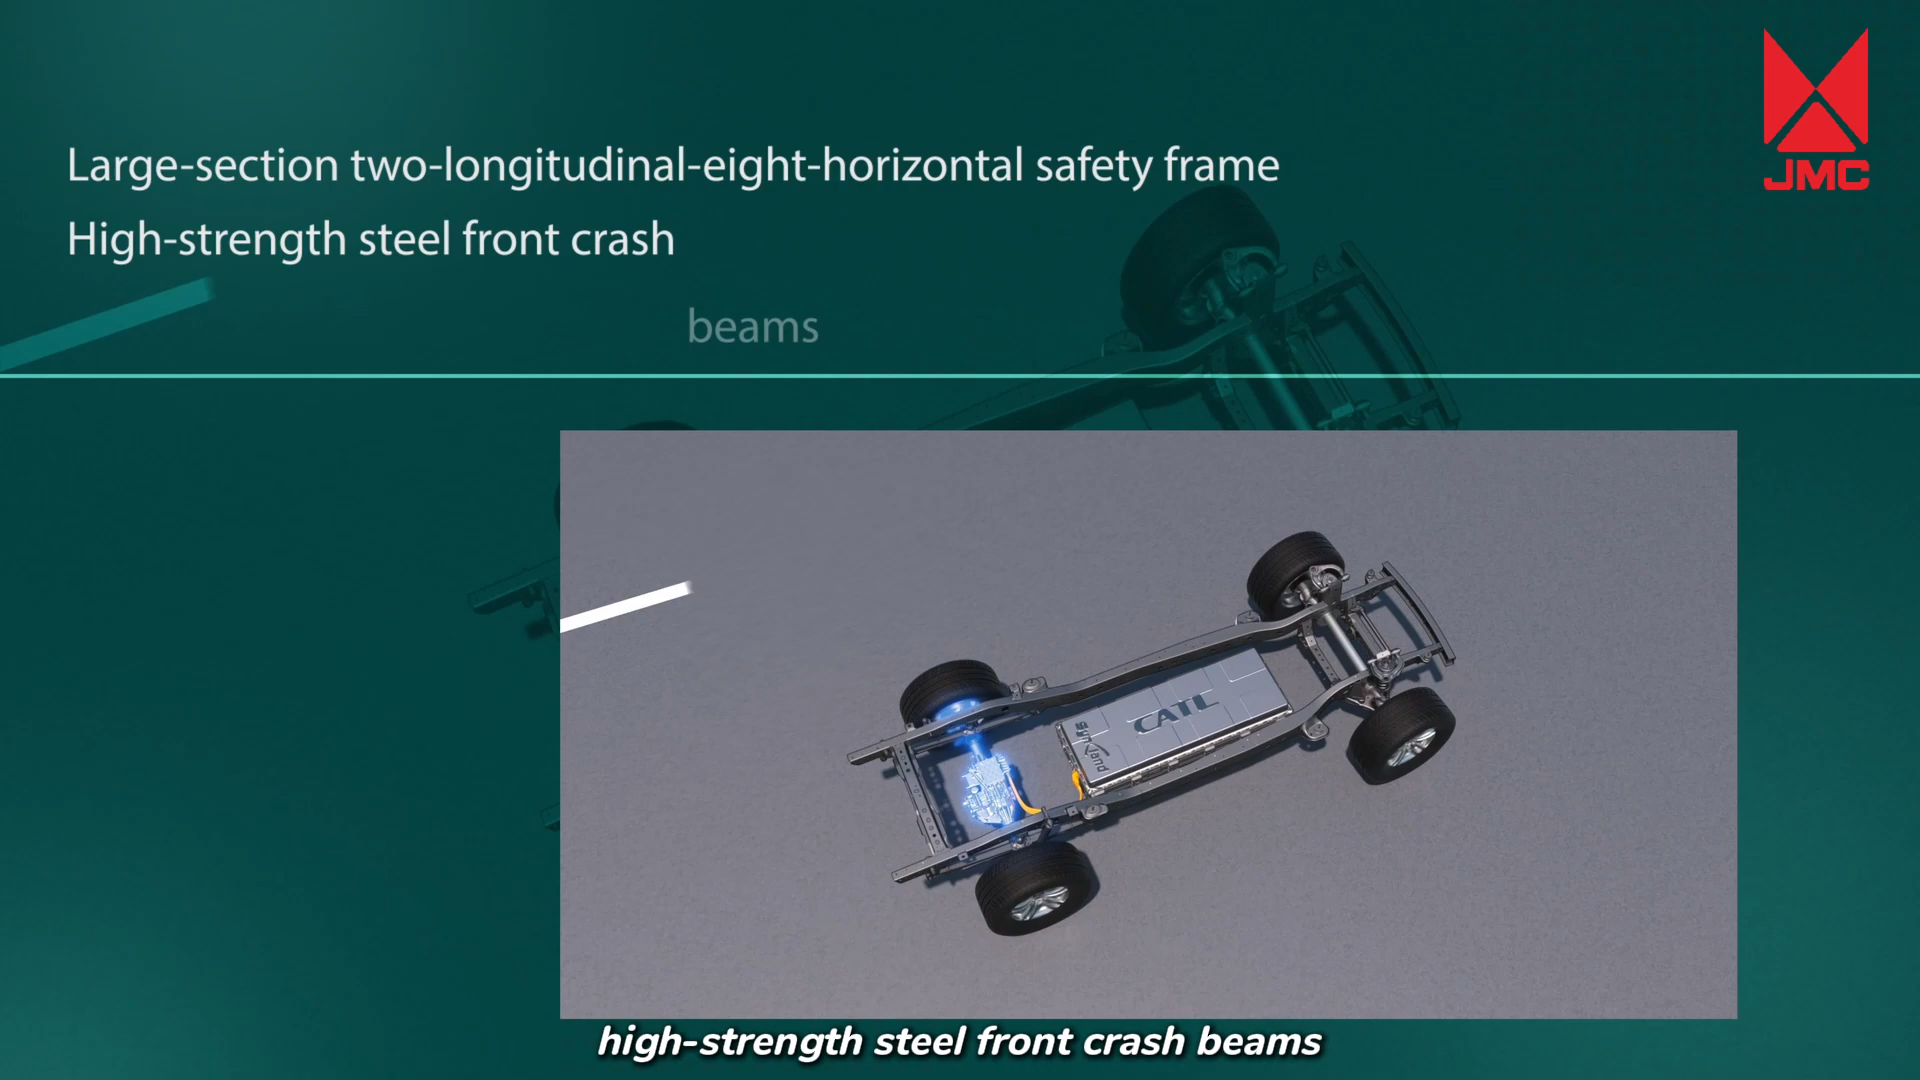 JMC
Large-section two-longitudinal-eight-horizontal safety frame
High-strength steel front crash
beams
CATL
high-strength steel front crash beams